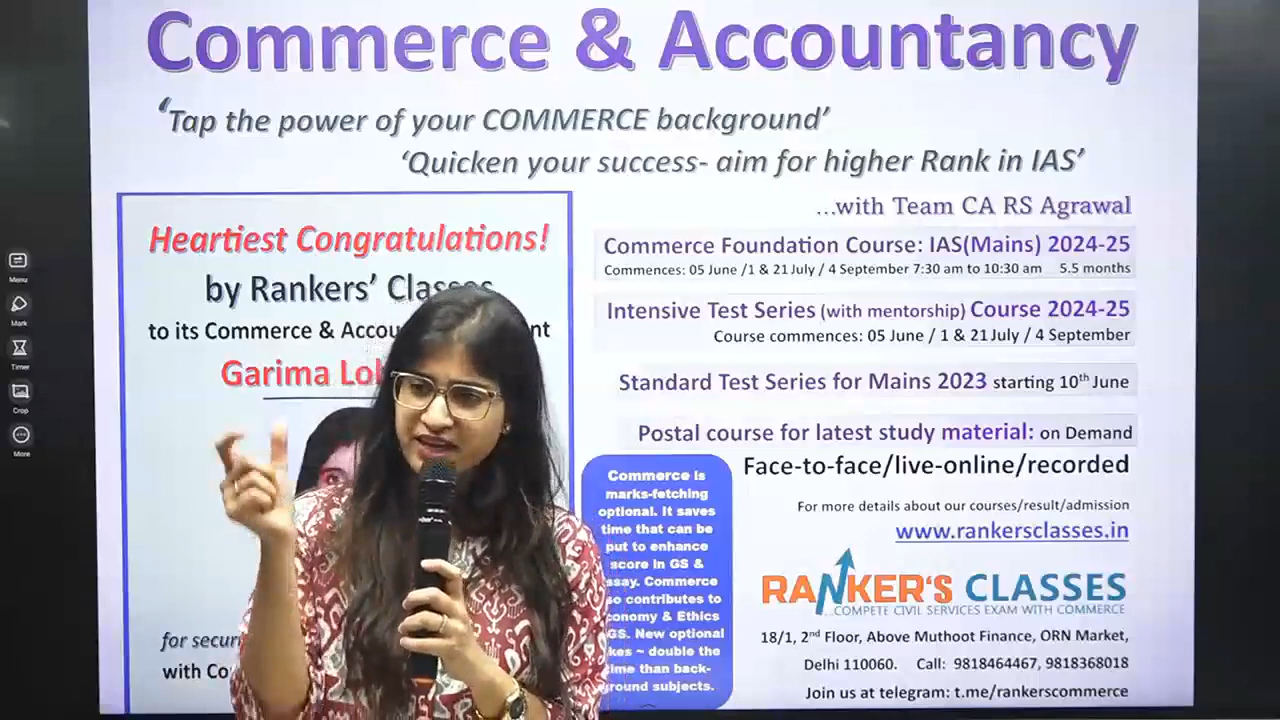 Commerce & Accountancy
‘Tap the power of your COMMERCE background’
‘Quicken your success- aim for higher Rank in IAS’
...with Team CA RS Agrawal
Heartiest Congratulations!
by Rankers’ Classes
to its Commerce &
nt
Garima
for
with
Commerce Foundation Course: IAS(Mains) 2024-25
Commences: 05 June /1 & 21 July / 4 September 7:30 am to 10:30 am 5.5 months
Intensive Test Series (with mentorship) Course 2024-25
Course commences: 05 June / 1 & 21 July / 4 September
Standard Test Series for Mains 2023 starting 10th June
Postal course for latest study material: on Demand
Face-to-face/live-online/recorded
Commerce is
marks-fetching
optional. It saves
time that can be
put to enhance
score in GS &
ssay. Commerce
so contributes to
conomy & Ethics
GS. New optional
kes ~ double the
ime than back-
ground subjects.
For more details about our courses/result/admission
www.rankersclasses.in
RANKER'S CLASSES
...COMPETE CIVIL SERVICES EXAM WITH COMMERCE
18/1, 2nd Floor, Above Muthoot Finance, ORN Market,
Delhi 110060. Call: 9818464467, 9818368018
Join us at telegram: t.me/rankerscommerce
Menu
Mark
Timer
Crop
More